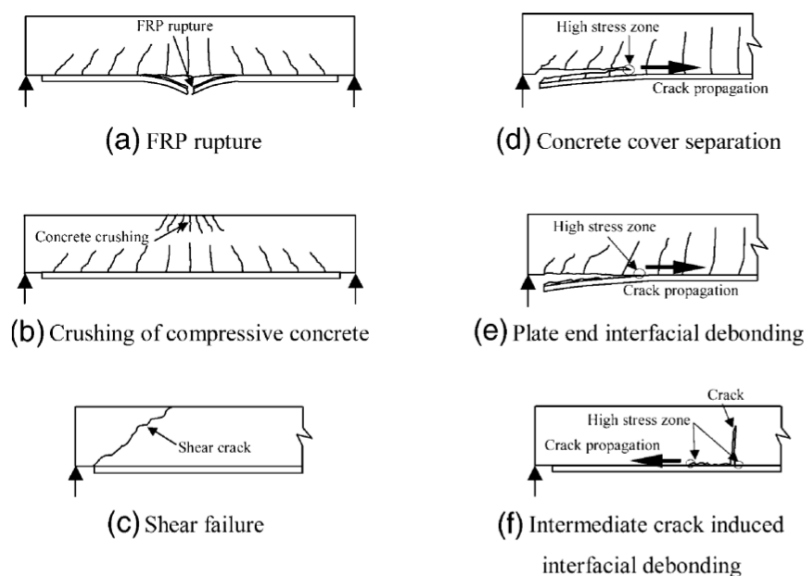 FRP rupture
(a) FRP rupture
Concrete crushing
(b) Crushing of compressive concrete
Shear crack
(c) Shear failure
High stress zone
Crack propagation
(d) Concrete cover separation
High stress zone
Crack propagation
(e) Plate end interfacial debonding
Crack
High stress zone
Crack propagation
(f) Intermediate crack induced
interfacial debonding